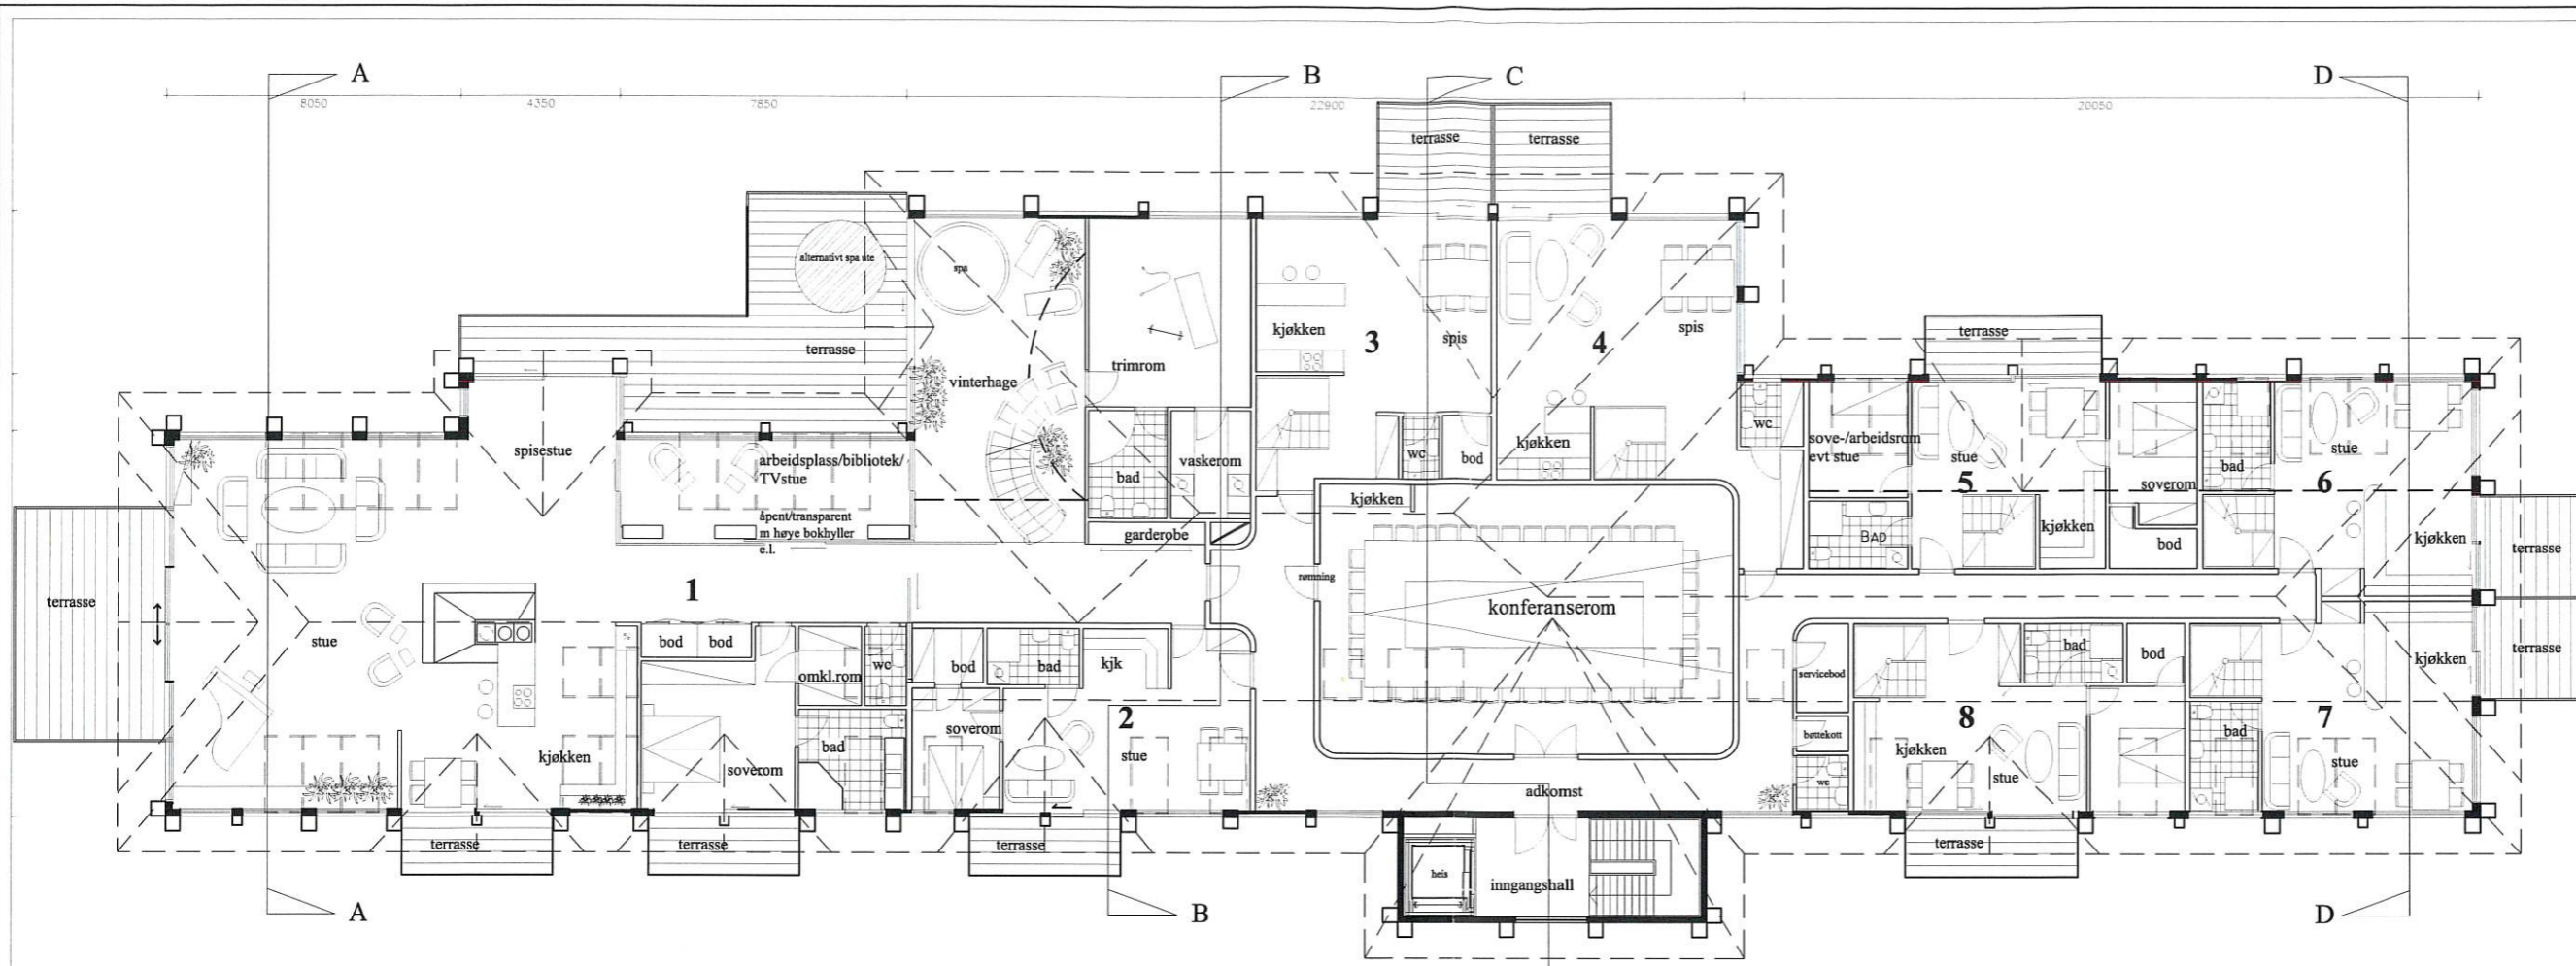 A
B
C
D
8050
4350
7850
22900
20050
terrasse
terrasse
alternativt spa ute
spa
terrasse
vinterhage
trimrom
kjøkken
3
spis
4
spis
terrasse
spisestue
arbeidsplass/bibliotek/
TVstue
åpent/transparent
m høye bokhyller
e.l.
bad
vaskerom
garderobe
wc
bod
kjøkken
kjøkken
wc
sove-/arbeidsrom
evt stue
stue
5
BAD
kjøkken
soverom
bod
bad
stue
6
kjøkken
terrasse
terrasse
1
stue
terrasse
rømning
konferanserom
bod
bod
omkl.rom
wc
bod
bad
kjk
kjøkken
soverom
bad
soverom
2
stue
servicebod
bøttekott
wc
bad
bod
8
kjøkken
stue
bad
7
stue
kjøkken
adkomst
terrasse
terrasse
terrasse
terrasse
heis
inngangshall
A
B
D